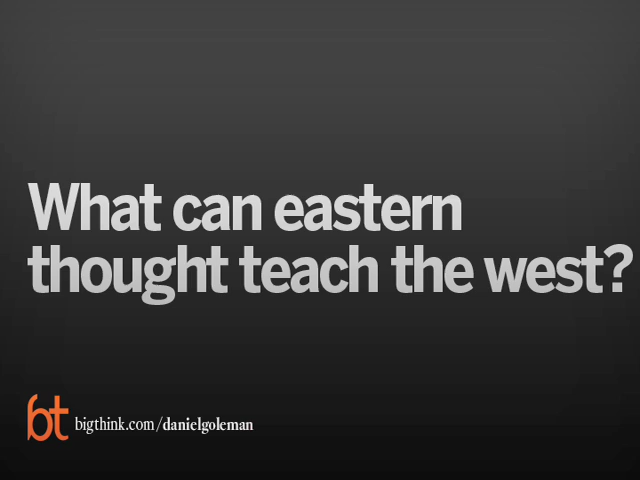 What can eastern
thought teach the west?
bt bigthink.com/danielgoleman